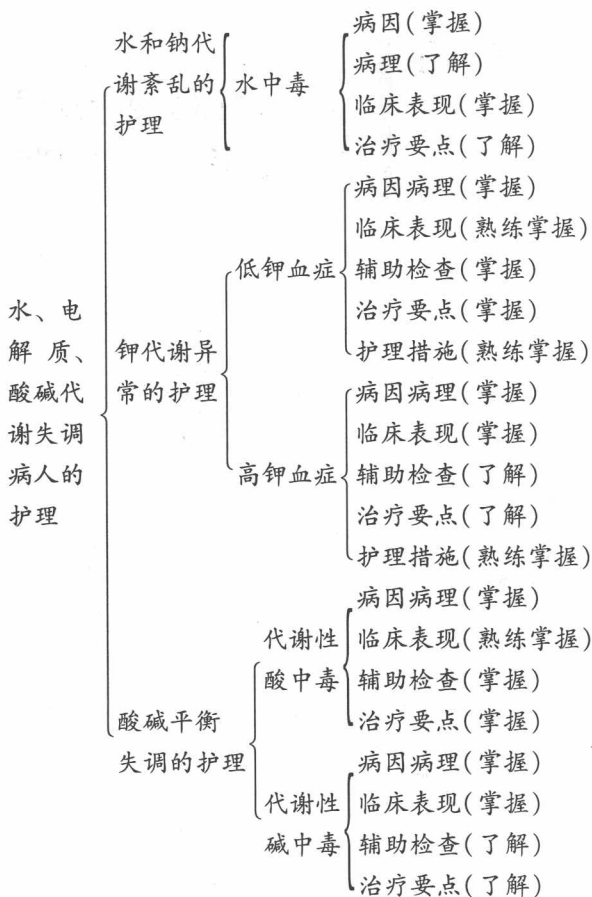 水、电
解质、
酸碱代
谢失调
病人的
护理
水和钠代
谢紊乱的
护理
水中毒
病因(掌握)
病理(了解)
临床表现(掌握)
治疗要点(了解)
钾代谢异
常的护理
低钾血症
病因病理(掌握)
临床表现(熟练掌握)
辅助检查(掌握)
治疗要点(掌握)
护理措施(熟练掌握)
高钾血症
病因病理(掌握)
临床表现(掌握)
辅助检查(了解)
治疗要点(了解)
护理措施(熟练掌握)
酸碱平衡
失调的护理
代谢性
酸中毒
病因病理(掌握)
临床表现(熟练掌握)
辅助检查(掌握)
治疗要点(掌握)
代谢性
碱中毒
病因病理(掌握)
临床表现(掌握)
辅助检查(了解)
治疗要点(了解)